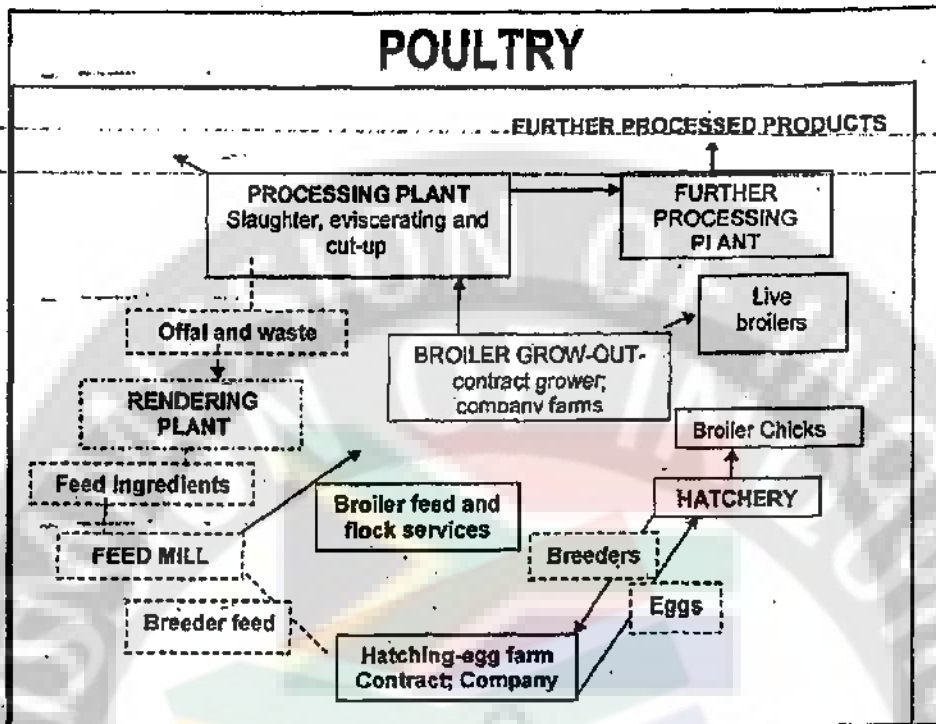 POULTRY
FURTHER PROCESSED PRODUCTS
PROCESSING PLANT
Slaughter, eviscerating and
cut-up
FURTHER
PROCESSING
PLANT
Live
broilers
Offal and waste
BROILER GROW-OUT-
contract grower;
company farms
RENDERING
PLANT
Broiler Chicks
Feed Ingredients
HATCHERY
Broiler feed and
flock services
FEED MILL
Breeders
Eggs
Breeder feed
Hatching-egg farm
Contract; Company